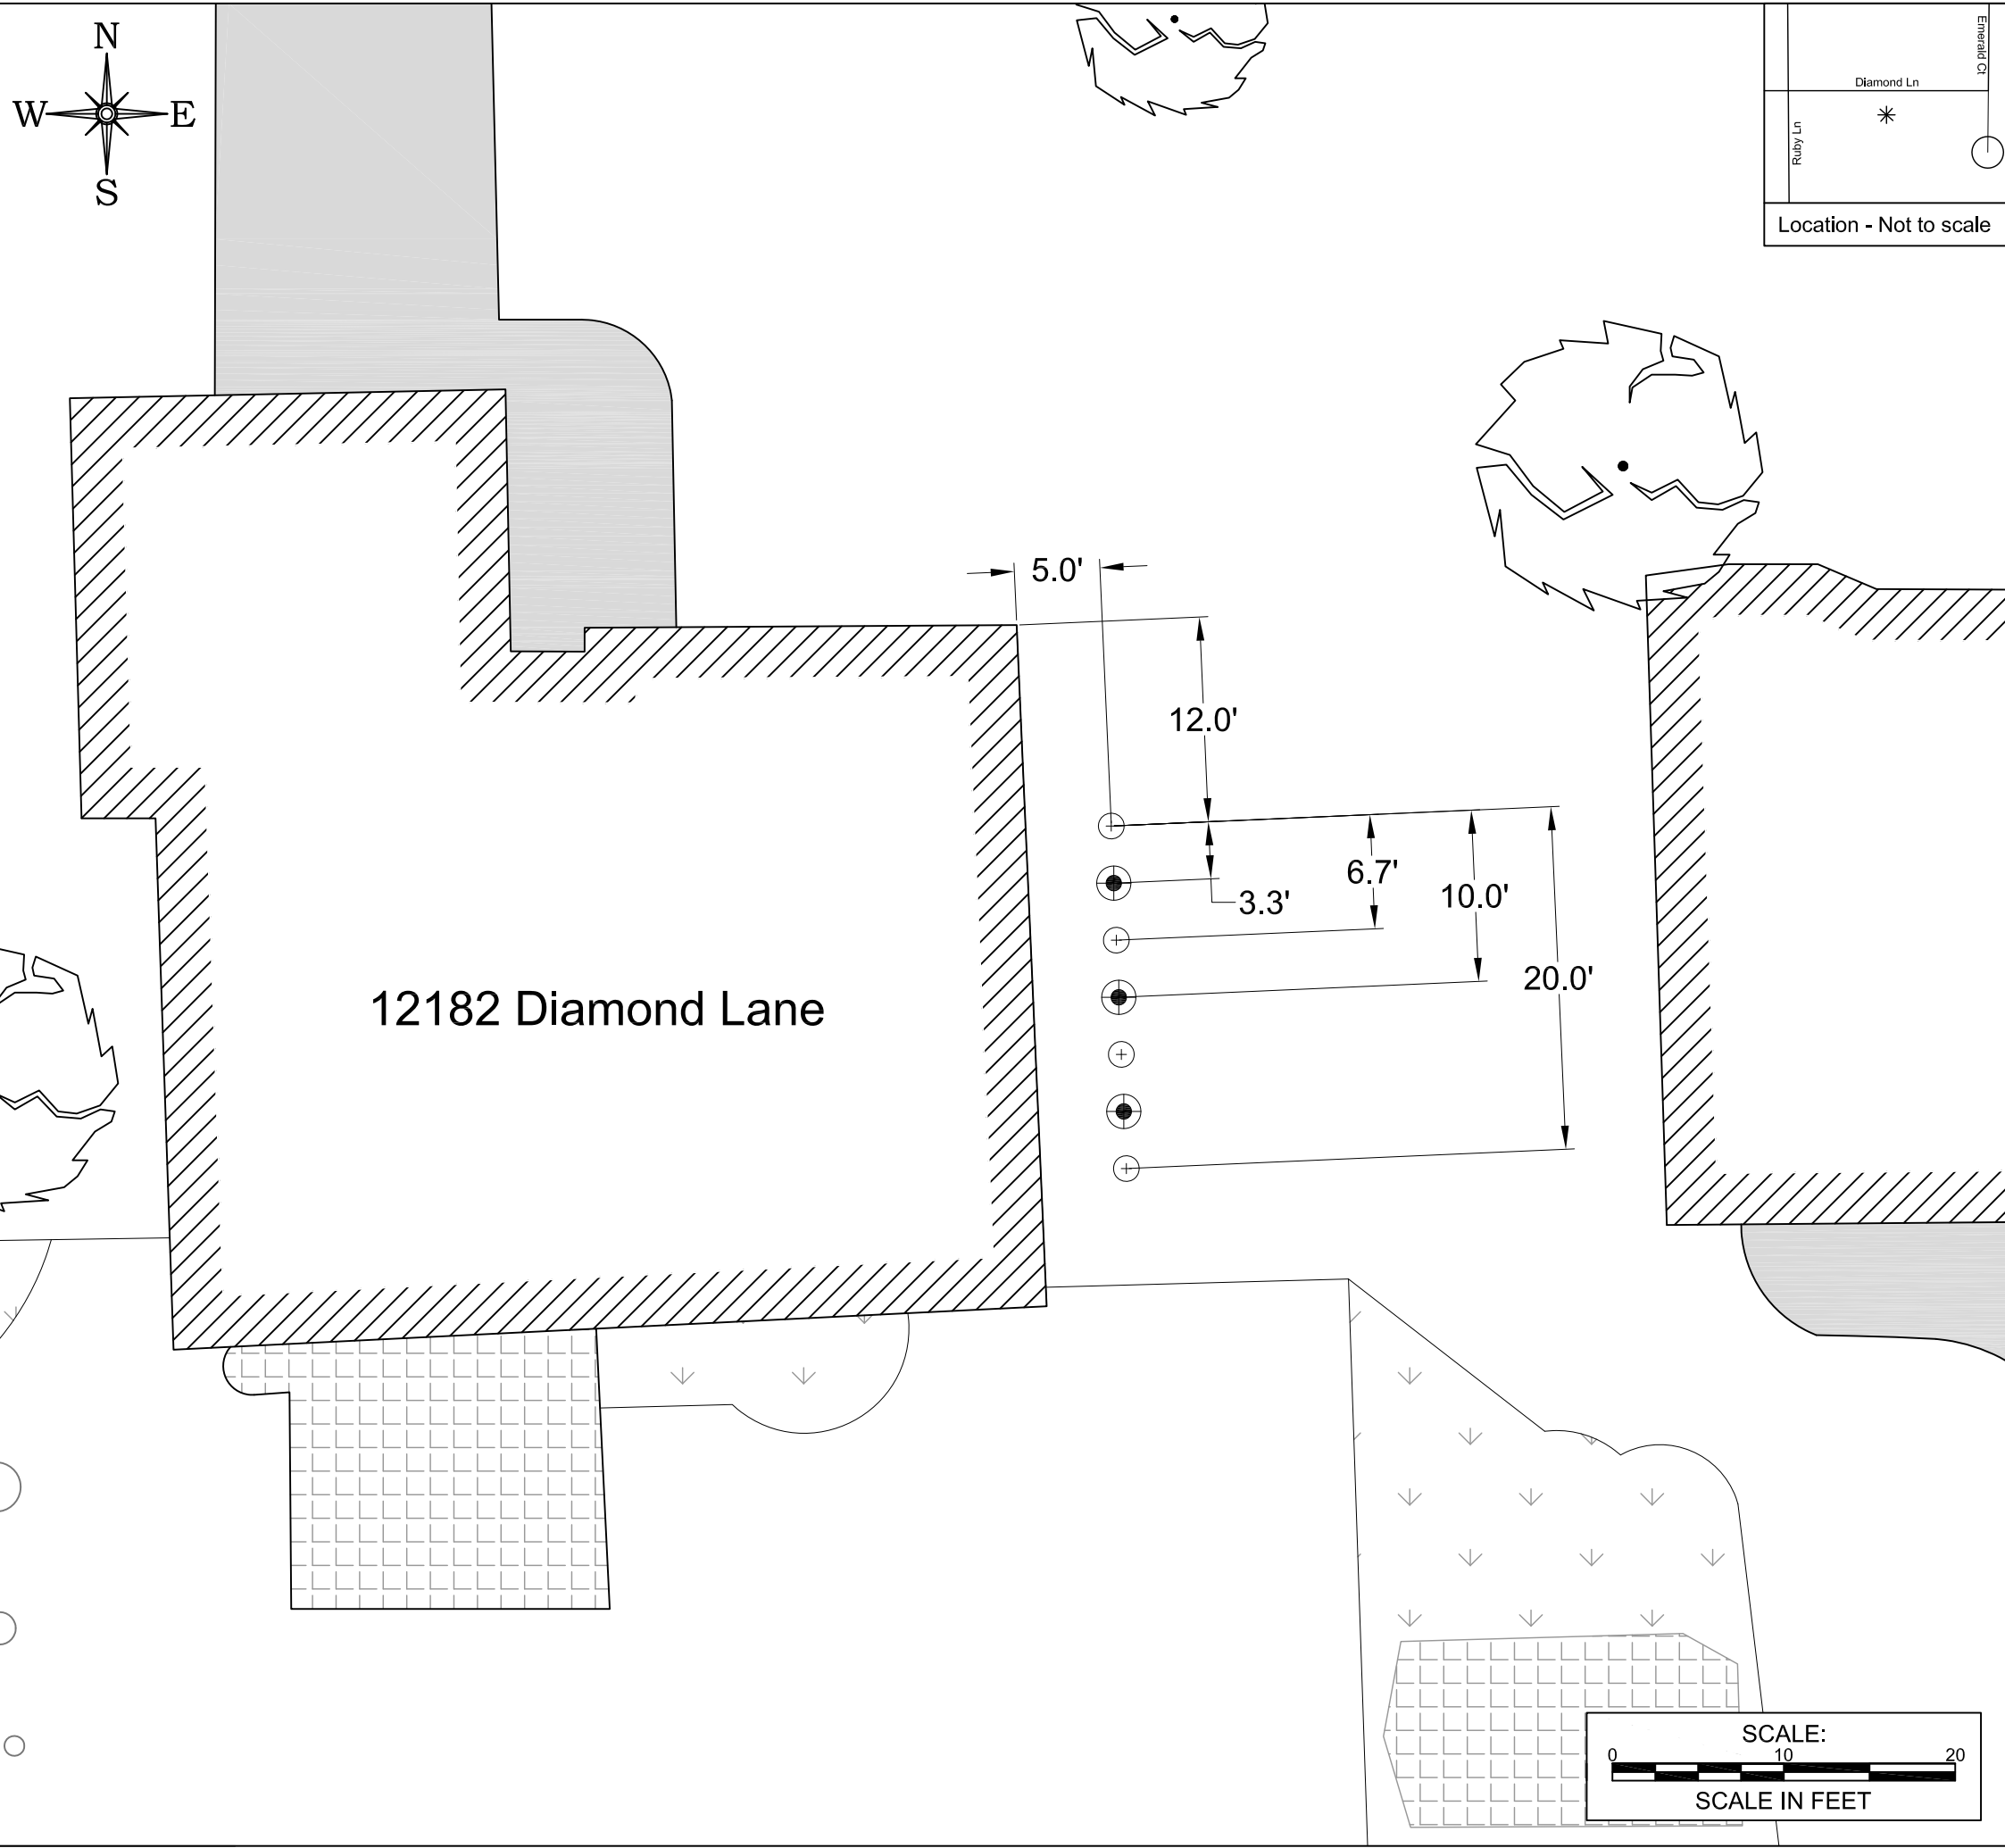 N
W E
S
Emerald Ct
Diamond Ln
Ruby Ln
Location - Not to scale
5.0'
12.0'
6.7'
10.0'
3.3'
20.0'
12182 Diamond Lane
SCALE:
0 10 20
SCALE IN FEET